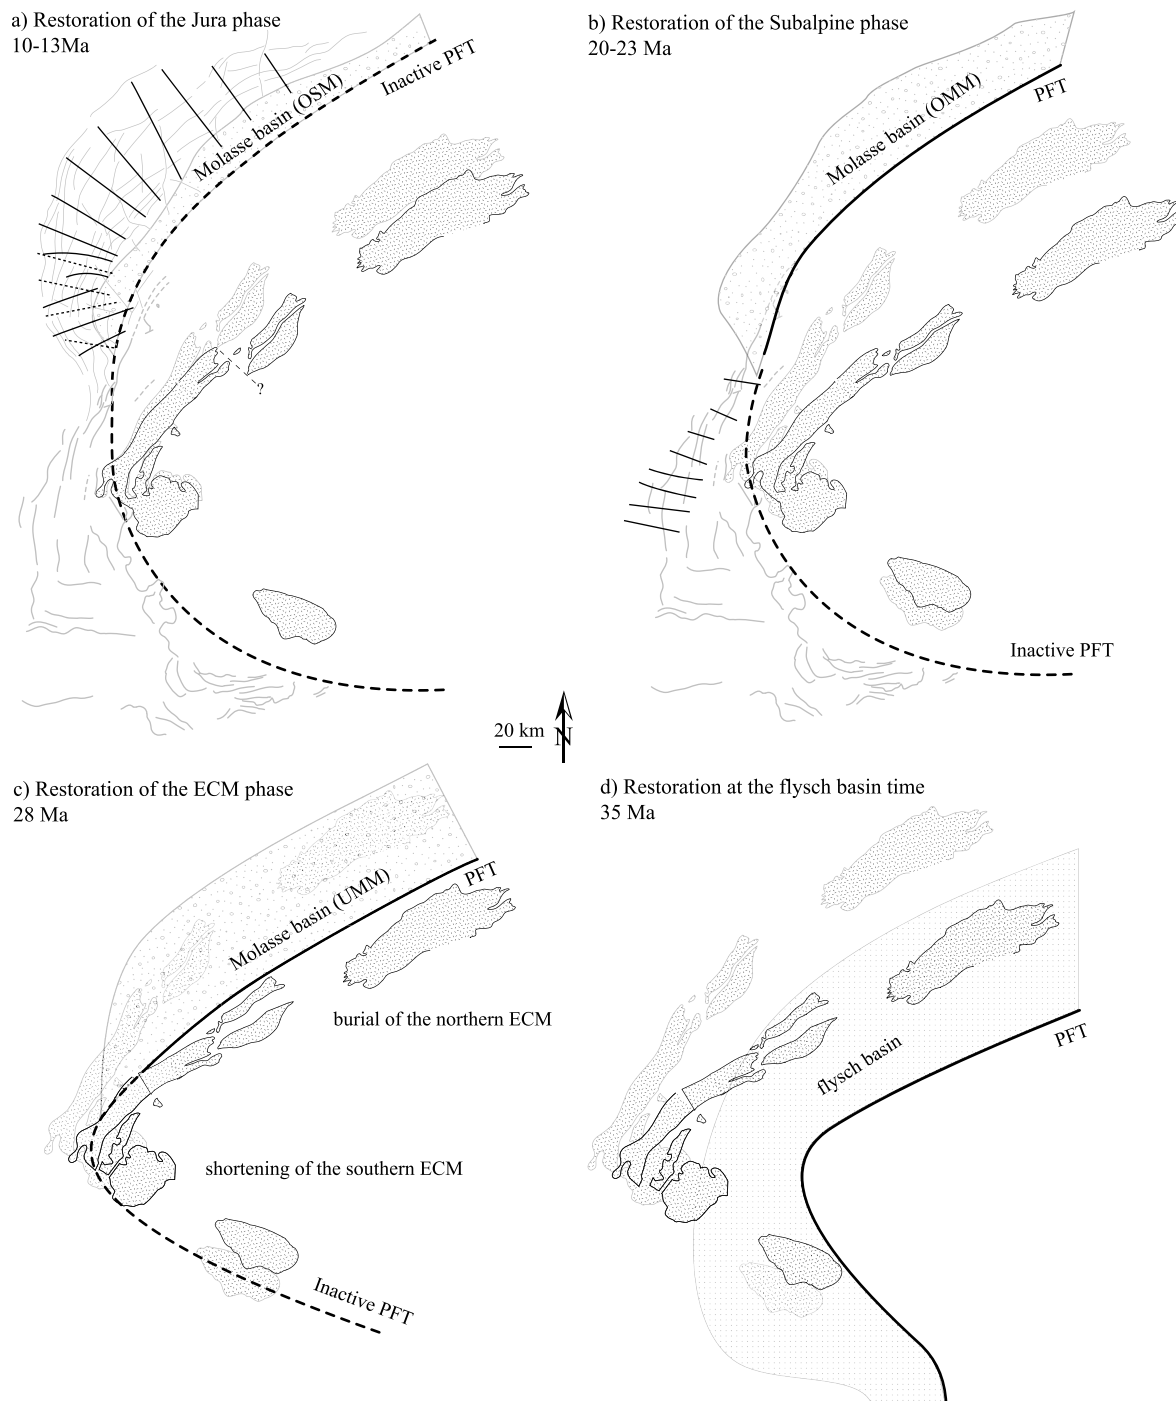 a) Restoration of the Jura phase
10-13Ma
Inactive PFT
Molasse basin (OSM)
?
b) Restoration of the Subalpine phase
20-23 Ma
PFT
Molasse basin (OMM)
Inactive PFT
20 km
N
c) Restoration of the ECM phase
28 Ma
PFT
Molasse basin (UMM)
burial of the northern ECM
shortening of the southern ECM
Inactive PFT
d) Restoration at the flysch basin time
35 Ma
PFT
flysch basin